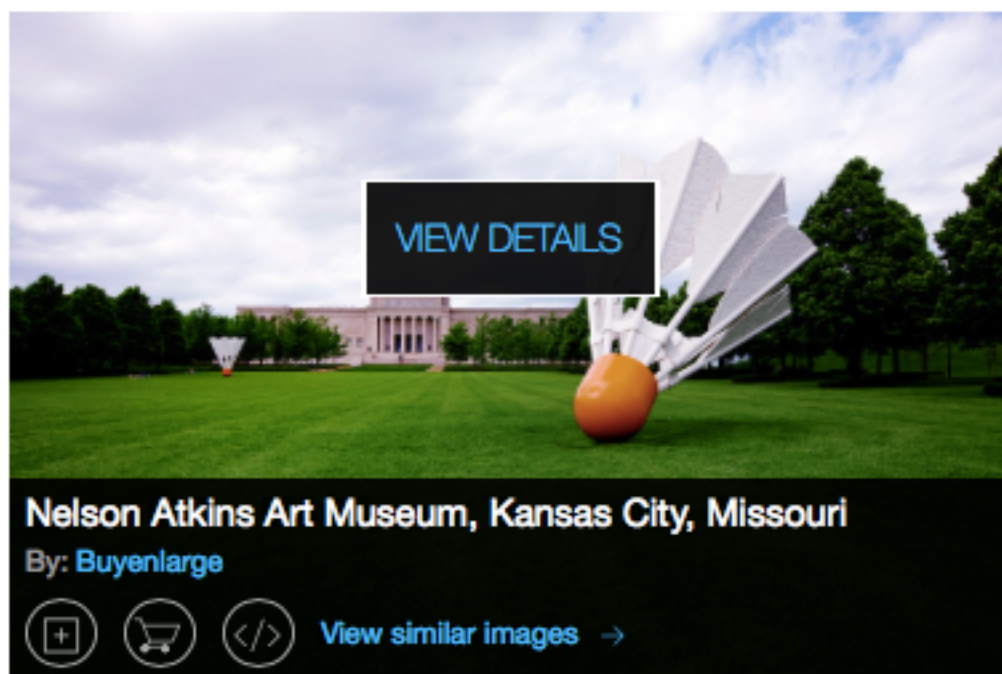 VIEW DETAILS
Nelson Atkins Art Museum, Kansas City, Missouri
By: Buyenlarge
View similar images →